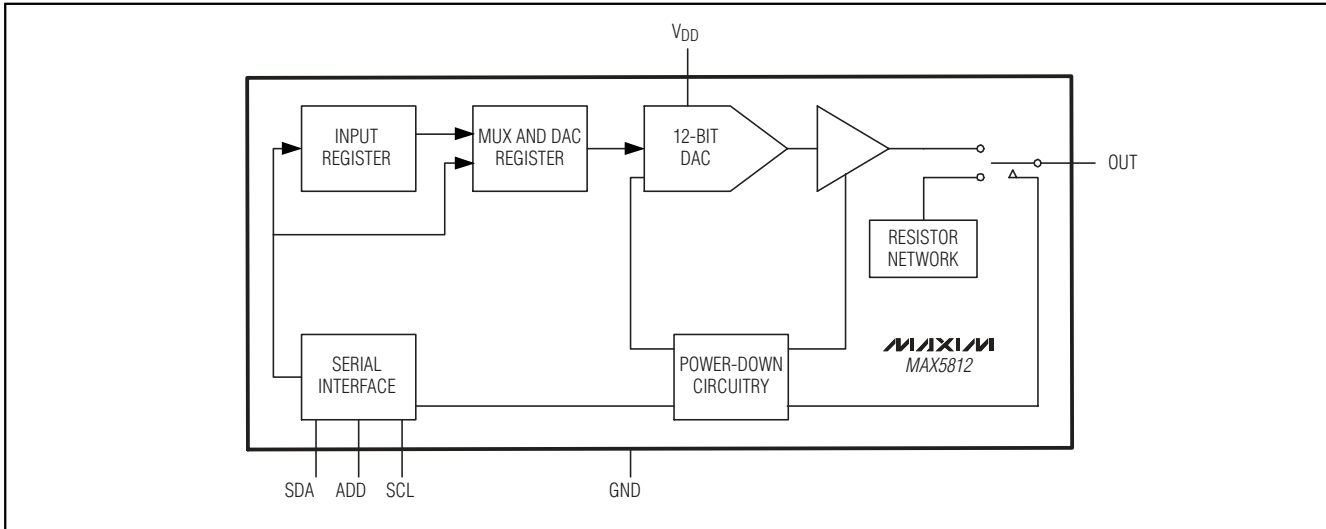 VDD
INPUT
REGISTER
MUX AND DAC
REGISTER
12-BIT
DAC
OUT
RESISTOR
NETWORK
SERIAL
INTERFACE
POWER-DOWN
CIRCUITRY
MAXIM
MAX5812
SDA ADD SCL
GND